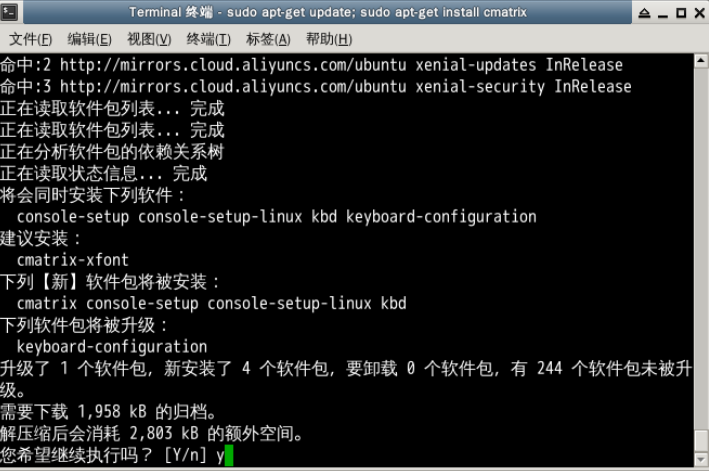 Terminal 终端 - sudo apt-get update; sudo apt-get install cmatrix
文件(F) 编辑(E) 视图(V) 终端(T) 标签(A) 帮助(H)
命中:2 http://mirrors.cloud.aliyuncs.com/ubuntu xenial-updates InRelease
命中:3 http://mirrors.cloud.aliyuncs.com/ubuntu xenial-security InRelease
正在读取软件包列表... 完成
正在读取软件包列表... 完成
正在分析软件包的依赖关系树
正在读取状态信息... 完成
将会同时安装下列软件：
  console-setup console-setup-linux kbd keyboard-configuration
建议安装：
  cmatrix-xfont
下列【新】软件包将被安装：
  cmatrix console-setup console-setup-linux kbd
下列软件包将被升级：
  keyboard-configuration
升级了 1 个软件包，新安装了 4 个软件包，要卸载 0 个软件包，有 244 个软件包未被升
级。
需要下载 1,958 kB 的归档。
解压缩后会消耗 2,803 kB 的额外空间。
您希望继续执行吗？ [Y/n] y